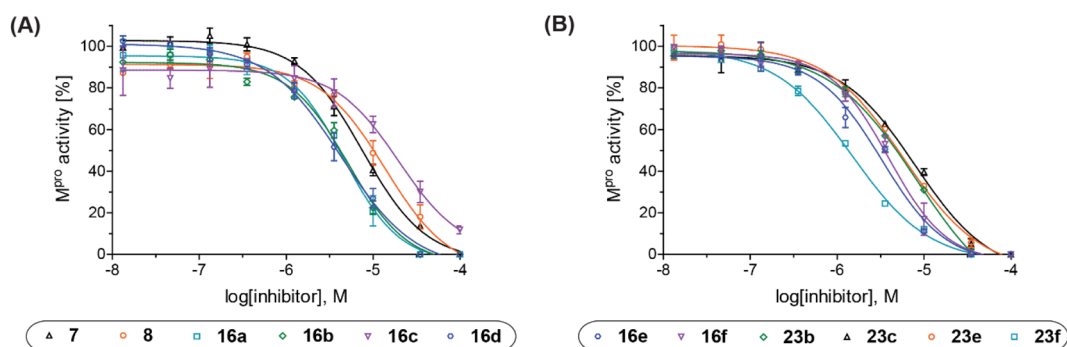 (A)
M^pro activity [%]
100
80
60
40
20
0
-8 -7 -6 -5 -4
log[inhibitor], M
7 8 16a 16b 16c 16d
(B)
M^pro activity [%]
100
80
60
40
20
0
-8 -7 -6 -5 -4
log[inhibitor], M
16e 16f 23b 23c 23e 23f